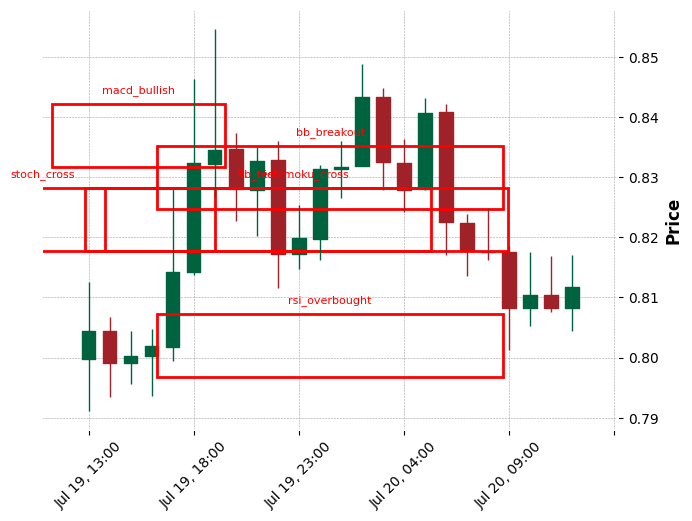 0.85
macd_bullish
0.84
bb_breakout
0.83
stoch_cross
0.82
Price
0.81
rsi_overbought
0.80
0.79
Jul 19, 13:00
Jul 19, 18:00
Jul 19, 23:00
Jul 20, 04:00
Jul 20, 09:00